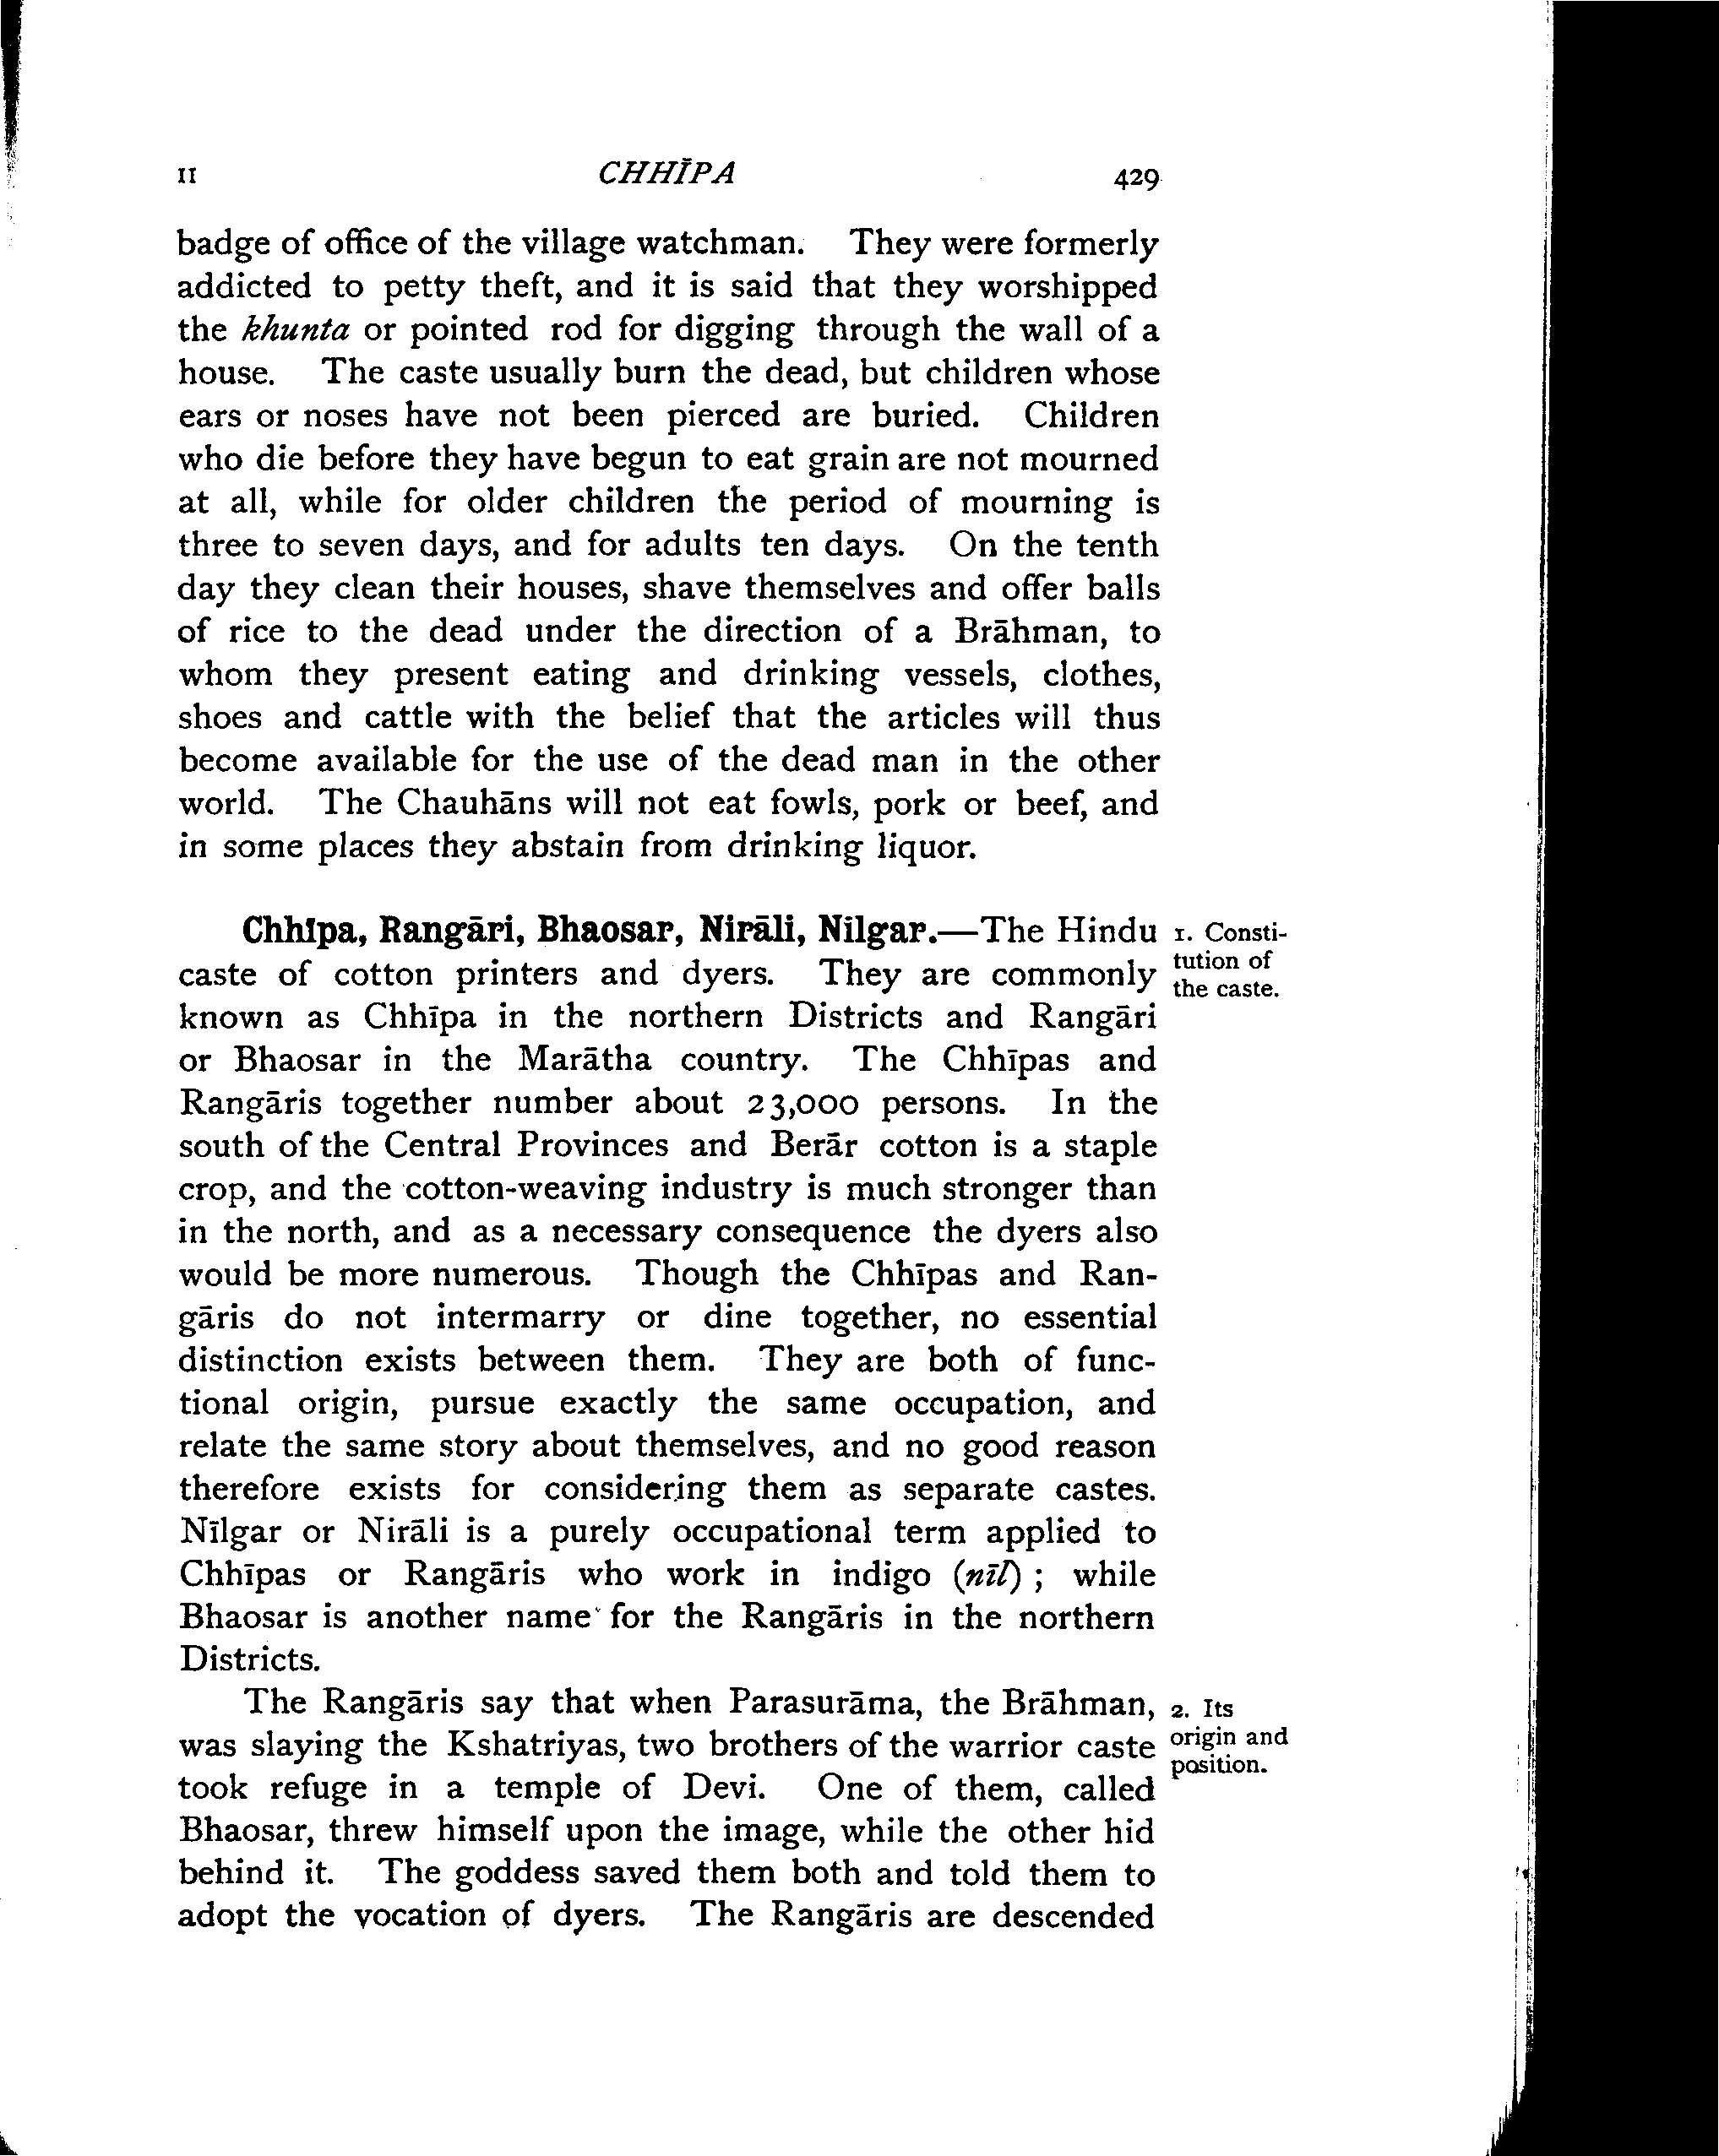 II CHHĪPA 429
badge of office of the village watchman. They were formerly
addicted to petty theft, and it is said that they worshipped
the khunta or pointed rod for digging through the wall of a
house. The caste usually burn the dead, but children whose
ears or noses have not been pierced are buried. Children
who die before they have begun to eat grain are not mourned
at all, while for older children the period of mourning is
three to seven days, and for adults ten days. On the tenth
day they clean their houses, shave themselves and offer balls
of rice to the dead under the direction of a Brāhman, to
whom they present eating and drinking vessels, clothes,
shoes and cattle with the belief that the articles will thus
become available for the use of the dead man in the other
world. The Chauhāns will not eat fowls, pork or beef, and
in some places they abstain from drinking liquor.
Chhīpa, Rangāri, Bhaosar, Nirāli, Nilgar.—The Hindu
caste of cotton printers and dyers. They are commonly
known as Chhīpa in the northern Districts and Rangāri
or Bhaosar in the Marātha country. The Chhīpas and
Rangāris together number about 23,000 persons. In the
south of the Central Provinces and Berār cotton is a staple
crop, and the cotton-weaving industry is much stronger than
in the north, and as a necessary consequence the dyers also
would be more numerous. Though the Chhīpas and Ran-
gāris do not intermarry or dine together, no essential
distinction exists between them. They are both of func-
tional origin, pursue exactly the same occupation, and
relate the same story about themselves, and no good reason
therefore exists for considering them as separate castes.
Nīlgar or Nirāli is a purely occupational term applied to
Chhīpas or Rangāris who work in indigo (nīl) ; while
Bhaosar is another name for the Rangāris in the northern
Districts.
1. Consti-
tution of
the caste.
The Rangāris say that when Parasurāma, the Brāhman,
was slaying the Kshatriyas, two brothers of the warrior caste
took refuge in a temple of Devi. One of them, called
Bhaosar, threw himself upon the image, while the other hid
behind it. The goddess saved them both and told them to
adopt the vocation of dyers. The Rangāris are descended
2. Its
origin and
position.